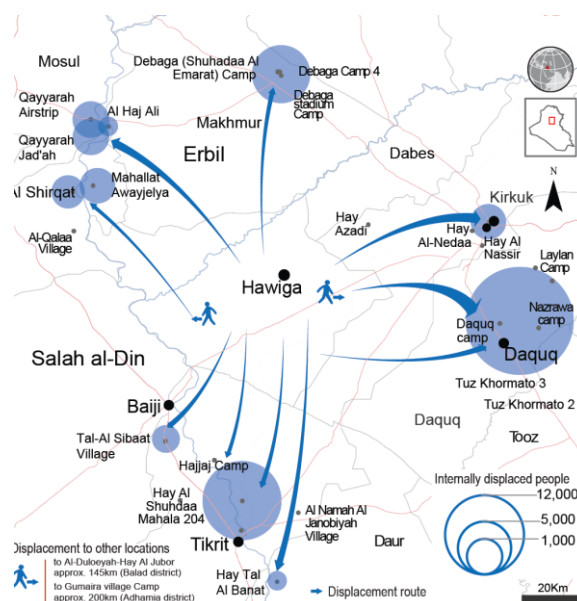 Mosul
Debaga (Shuhadaa Al
Emarat) Camp
Debaga Camp 4
Debaga
stadium
Camp
Qayyarah
Airstrip
Al Haj Ali
Makhmur
Qayyarah
Jad'ah
Erbil
Dabes
Al Shirqat
Mahallat
Awayjelya
Kirkuk
N
Hay
Azadi
Hay
Al-Nedaa
Hay Al
Nassir
Al-Qalaa
Village
Laylan
Camp
Hawiga
Nazrawa
camp
Daquq
camp
Daquq
Salah al-Din
Tuz Khormato 3
Baiji
Daquq
Tuz Khormato 2
Tooz
Tal-Al Sibaat
Village
Hajjaj Camp
Internally displaced people
12,000
5,000
1,000
Hay Al
Shuhdaa
Mahala 204
Al Namah Al
Janobiyah
Village
Tikrit
Daur
Displacement to other locations
to Al-Duloeyah-Hay Al Jubor
approx. 145km (Balad district)
to Gumaira village Camp
approx. 200km (Adhamia district)
Hay Tal
Al Banat
Displacement route
20Km